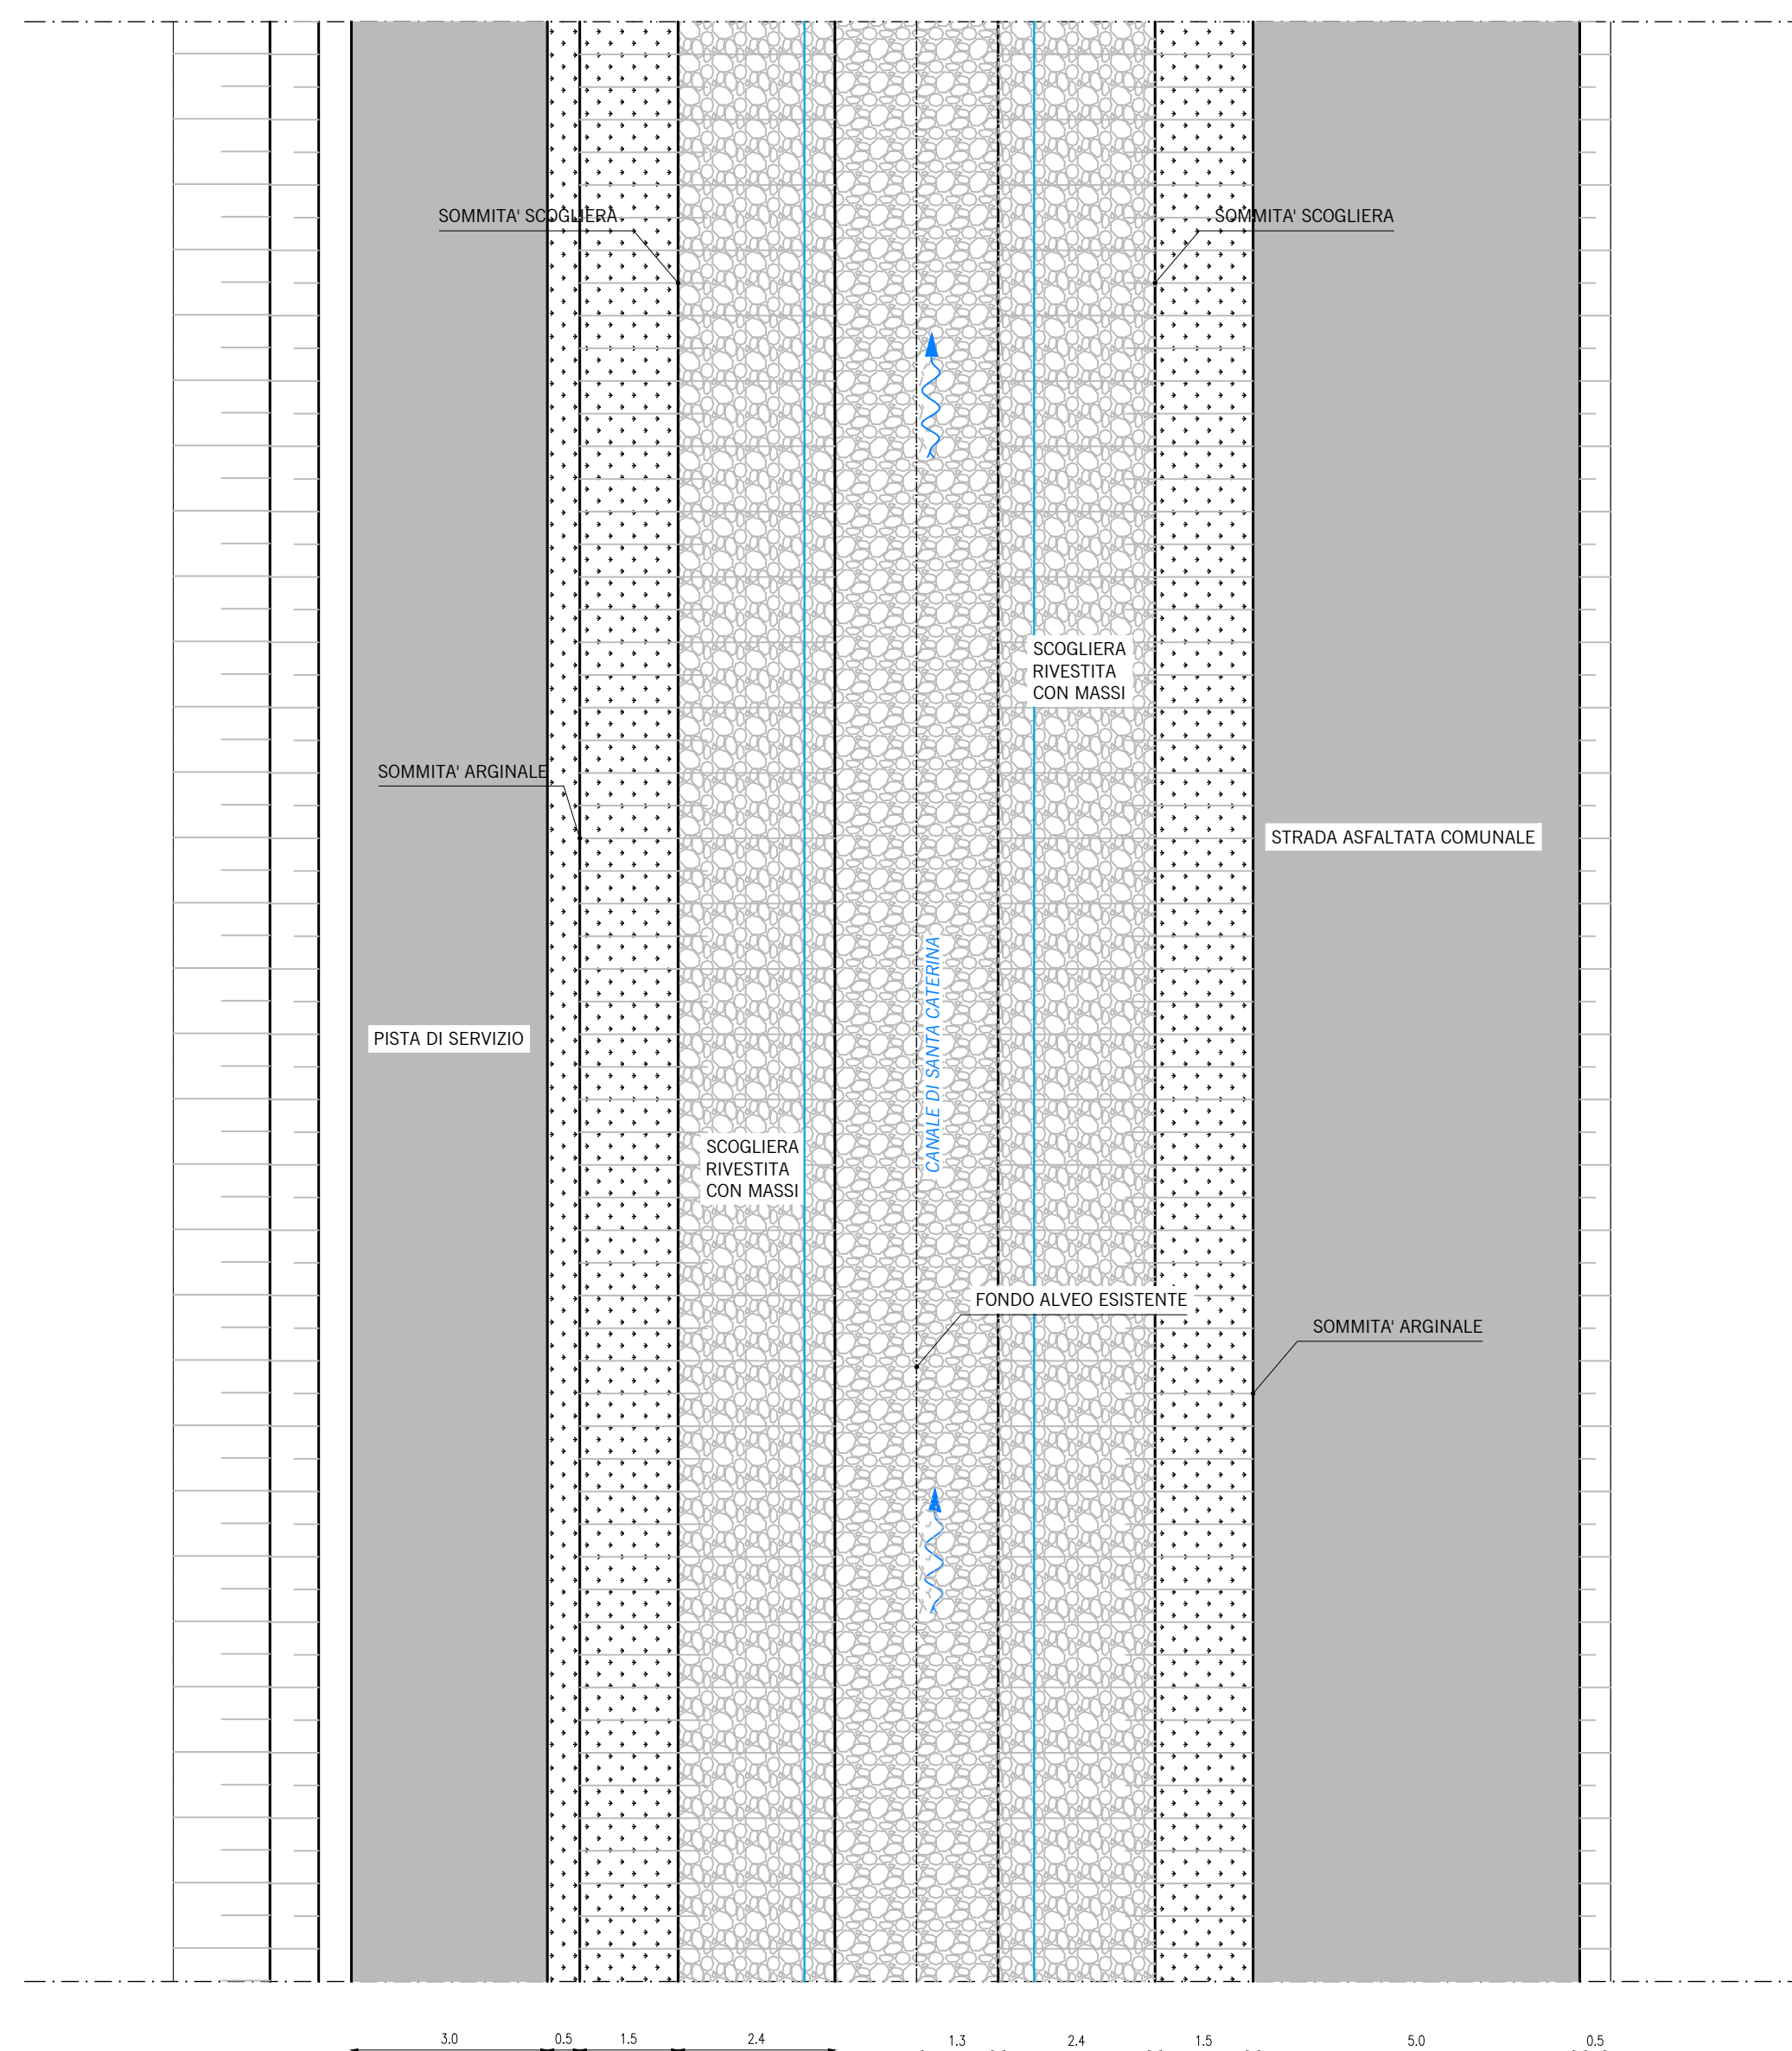 SOMMITA' SCOGLIERA
SOMMITA' SCOGLIERA
SCOGLIERA
RIVESTITA
CON MASSI
SOMMITA' ARGINALE
STRADA ASFALTATA COMUNALE
CANALE DI SANTA CATERINA
PISTA DI SERVIZIO
SCOGLIERA
RIVESTITA
CON MASSI
FONDO ALVEO ESISTENTE
SOMMITA' ARGINALE
3.0 0.5 1.5 2.4 1.3 2.4 1.5 5.0 0.5